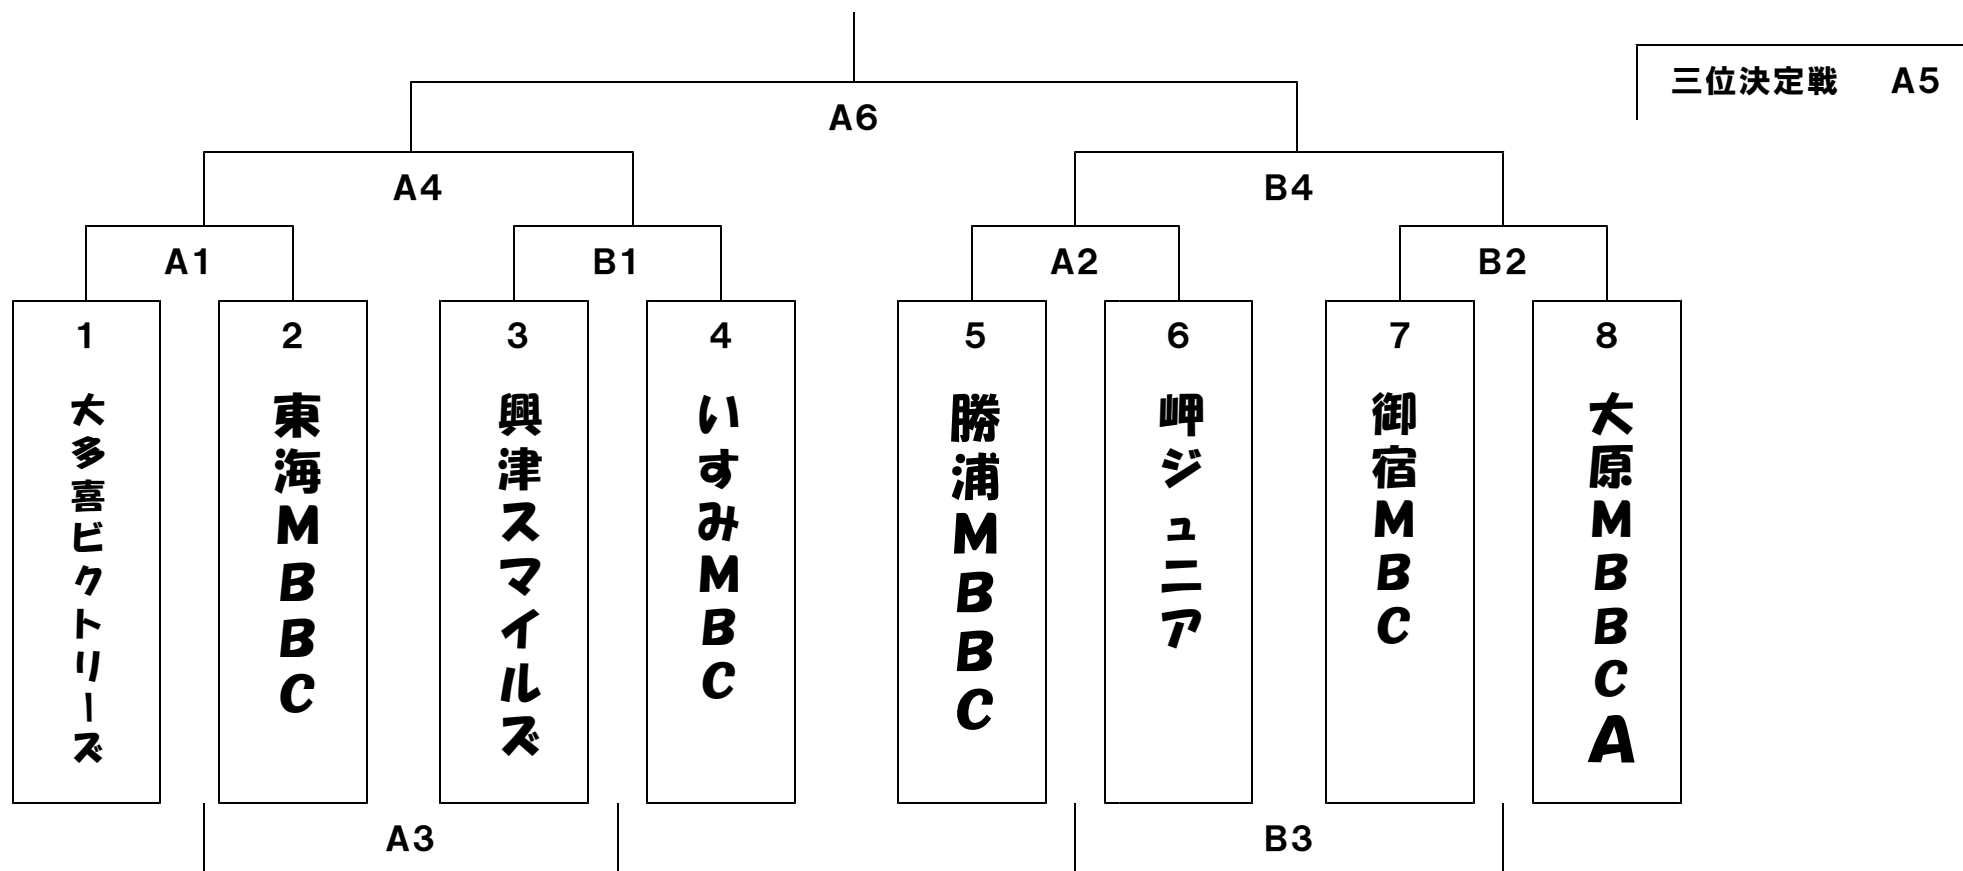 三位決定戦 A5
A6
A4
B4
A1
B1
A2
B2
1
2
3
4
5
6
7
8
大多喜ビクトリーズ
東海MBBC
興津スマイルズ
いすみMBC
勝浦MBBC
岬ジュニア
御宿MBC
大原MBBCA
A3
B3